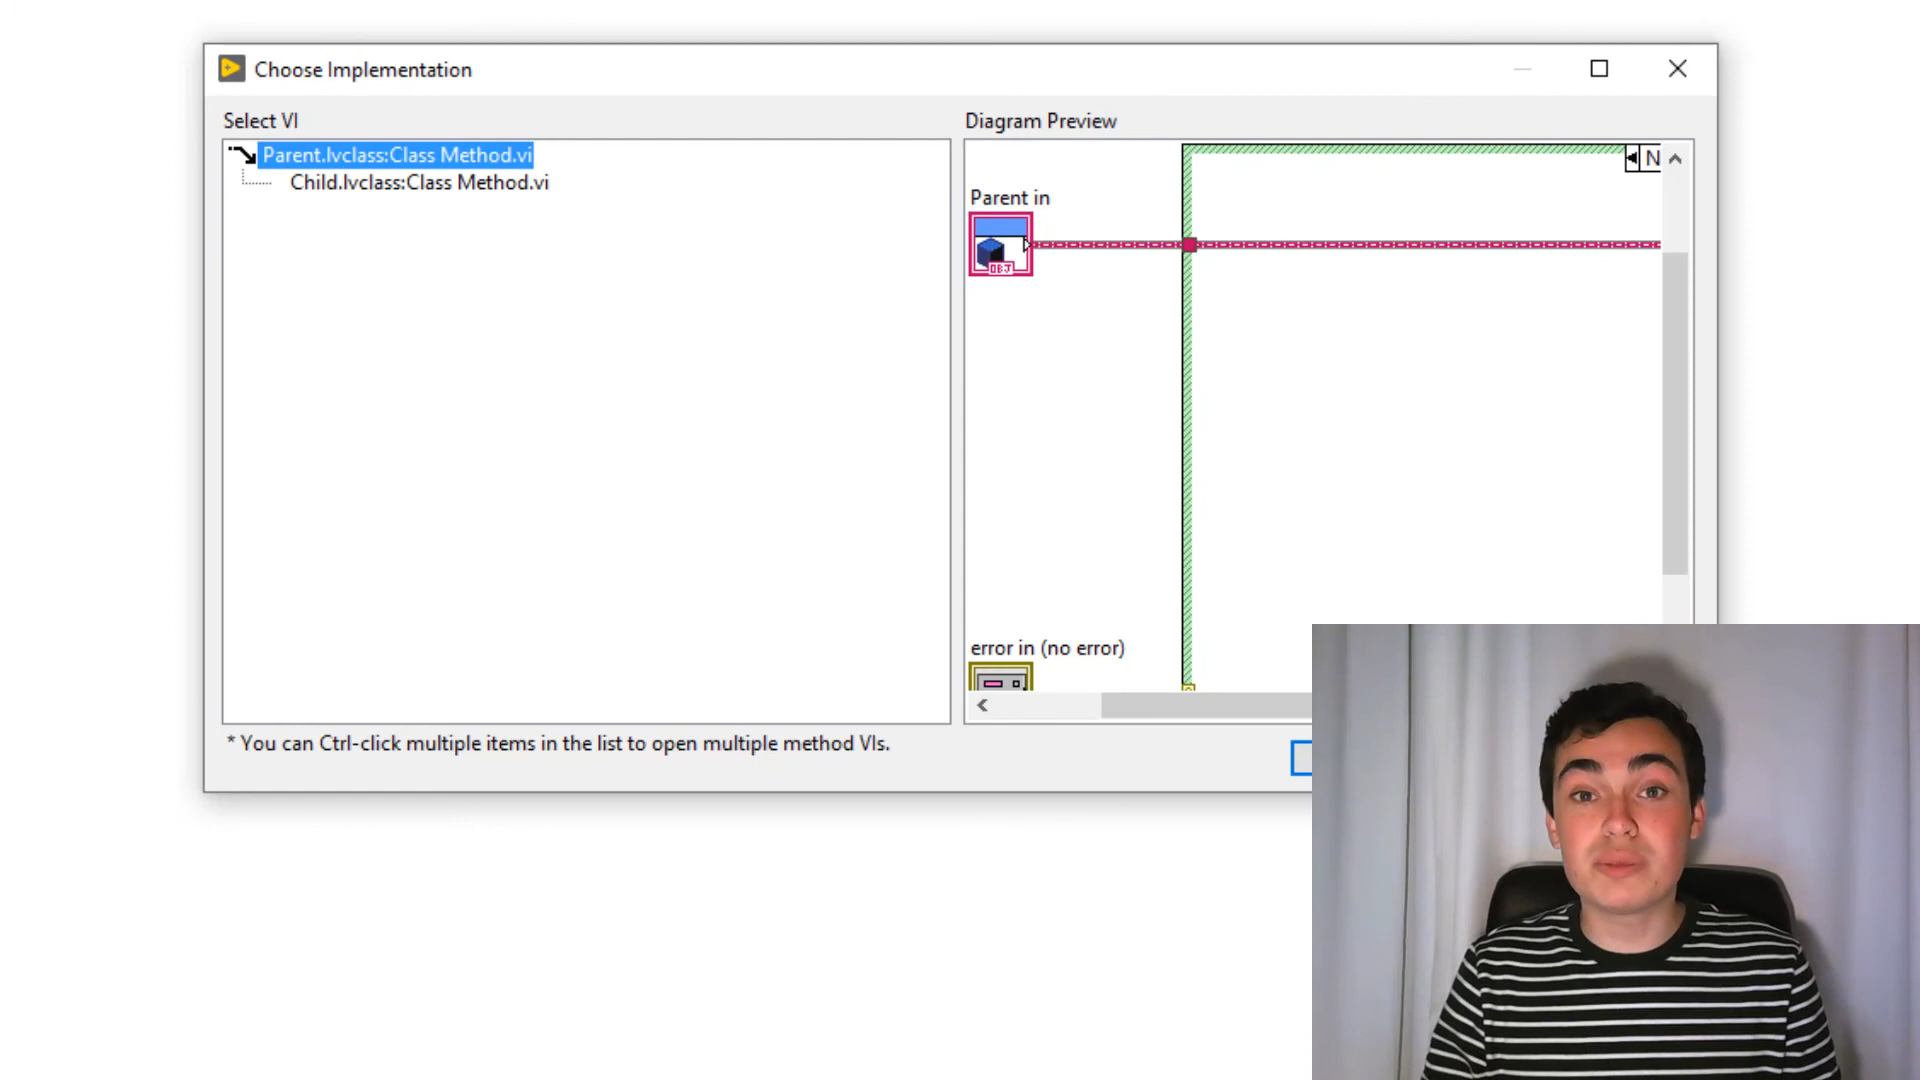 Choose Implementation
Select VI
Parent.lvclass:Class Method.vi
Child.lvclass:Class Method.vi
* You can Ctrl-click multiple items in the list to open multiple method VIs.
Diagram Preview
N
Parent in
OBJ
error in (no error)